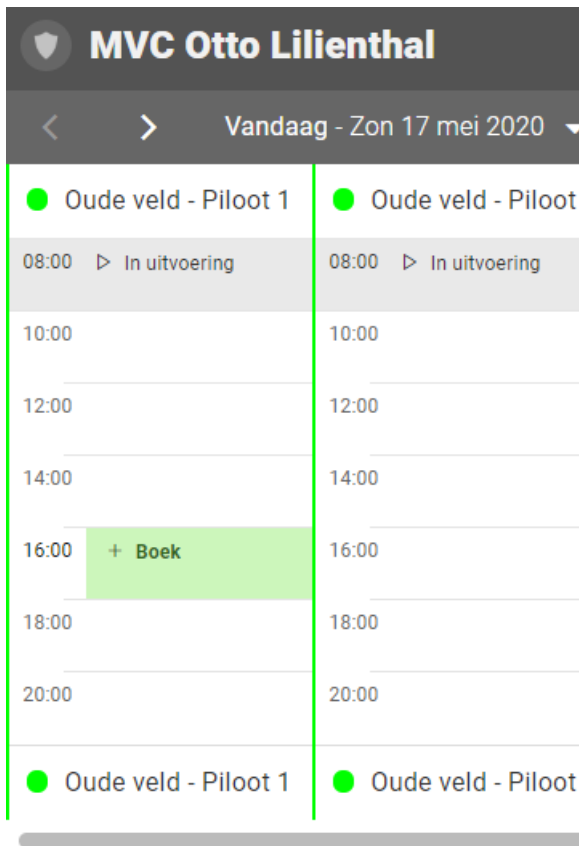 MVC Otto Lilienthal
Vandaag - Zon 17 mei 2020
Oude veld - Piloot 1 Oude veld - Piloot
08:00 In uitvoering 08:00 In uitvoering
10:00 10:00
12:00 12:00
14:00 14:00
16:00 + Boek 16:00
18:00 18:00
20:00 20:00
Oude veld - Piloot 1 Oude veld - Piloot